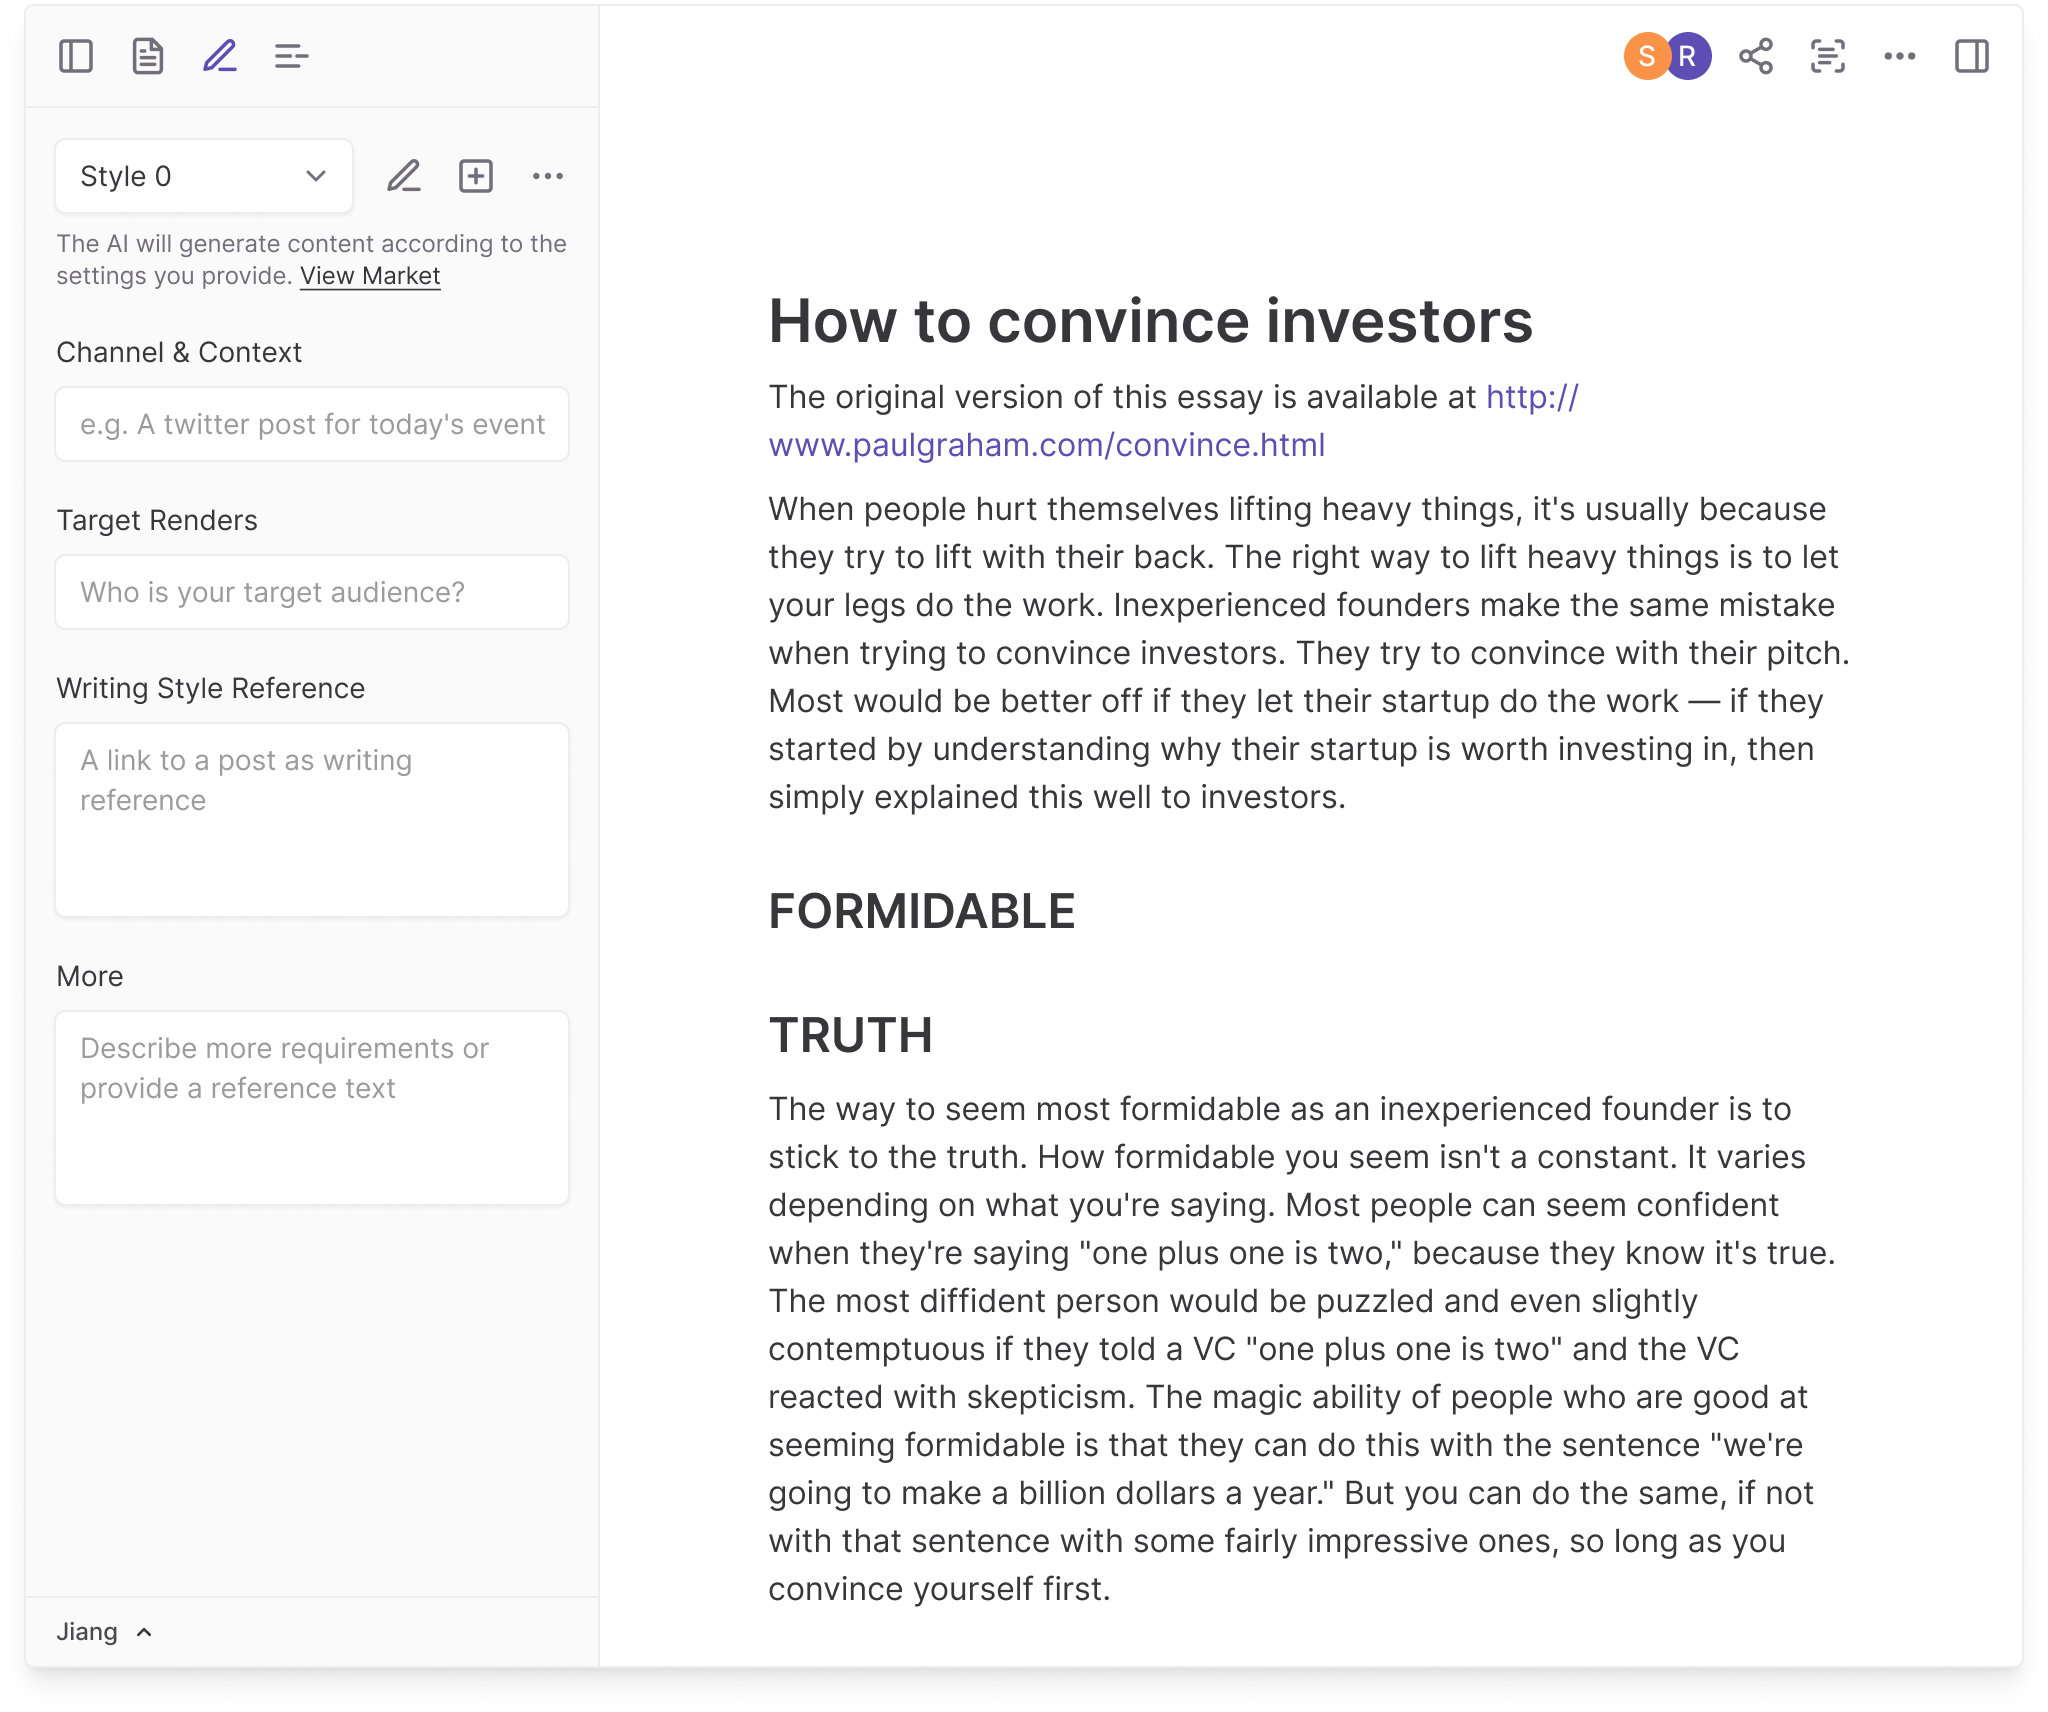 S
R
Style 0
The AI will generate content according to the
settings you provide. View Market
Channel & Context
e.g. A twitter post for today's event
Target Renders
Who is your target audience?
Writing Style Reference
A link to a post as writing
reference
More
Describe more requirements or
provide a reference text
Jiang
How to convince investors
The original version of this essay is available at http://
www.paulgraham.com/convince.html
When people hurt themselves lifting heavy things, it's usually because
they try to lift with their back. The right way to lift heavy things is to let
your legs do the work. Inexperienced founders make the same mistake
when trying to convince investors. They try to convince with their pitch.
Most would be better off if they let their startup do the work — if they
started by understanding why their startup is worth investing in, then
simply explained this well to investors.
FORMIDABLE
TRUTH
The way to seem most formidable as an inexperienced founder is to
stick to the truth. How formidable you seem isn't a constant. It varies
depending on what you're saying. Most people can seem confident
when they're saying "one plus one is two," because they know it's true.
The most diffident person would be puzzled and even slightly
contemptuous if they told a VC "one plus one is two" and the VC
reacted with skepticism. The magic ability of people who are good at
seeming formidable is that they can do this with the sentence "we're
going to make a billion dollars a year." But you can do the same, if not
with that sentence with some fairly impressive ones, so long as you
convince yourself first.